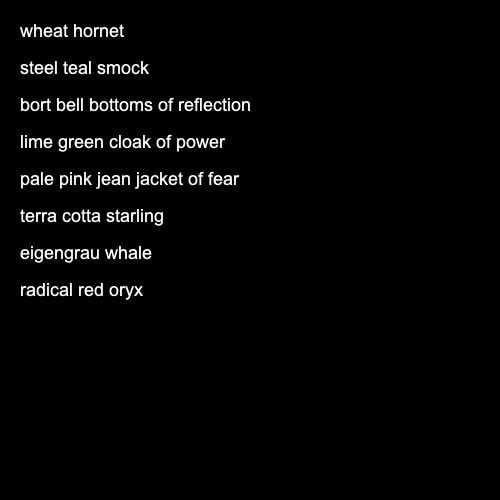 wheat hornet
steel teal smock
bort bell bottoms of reflection
lime green cloak of power
pale pink jean jacket of fear
terra cotta starling
eigengrau whale
radical red oryx